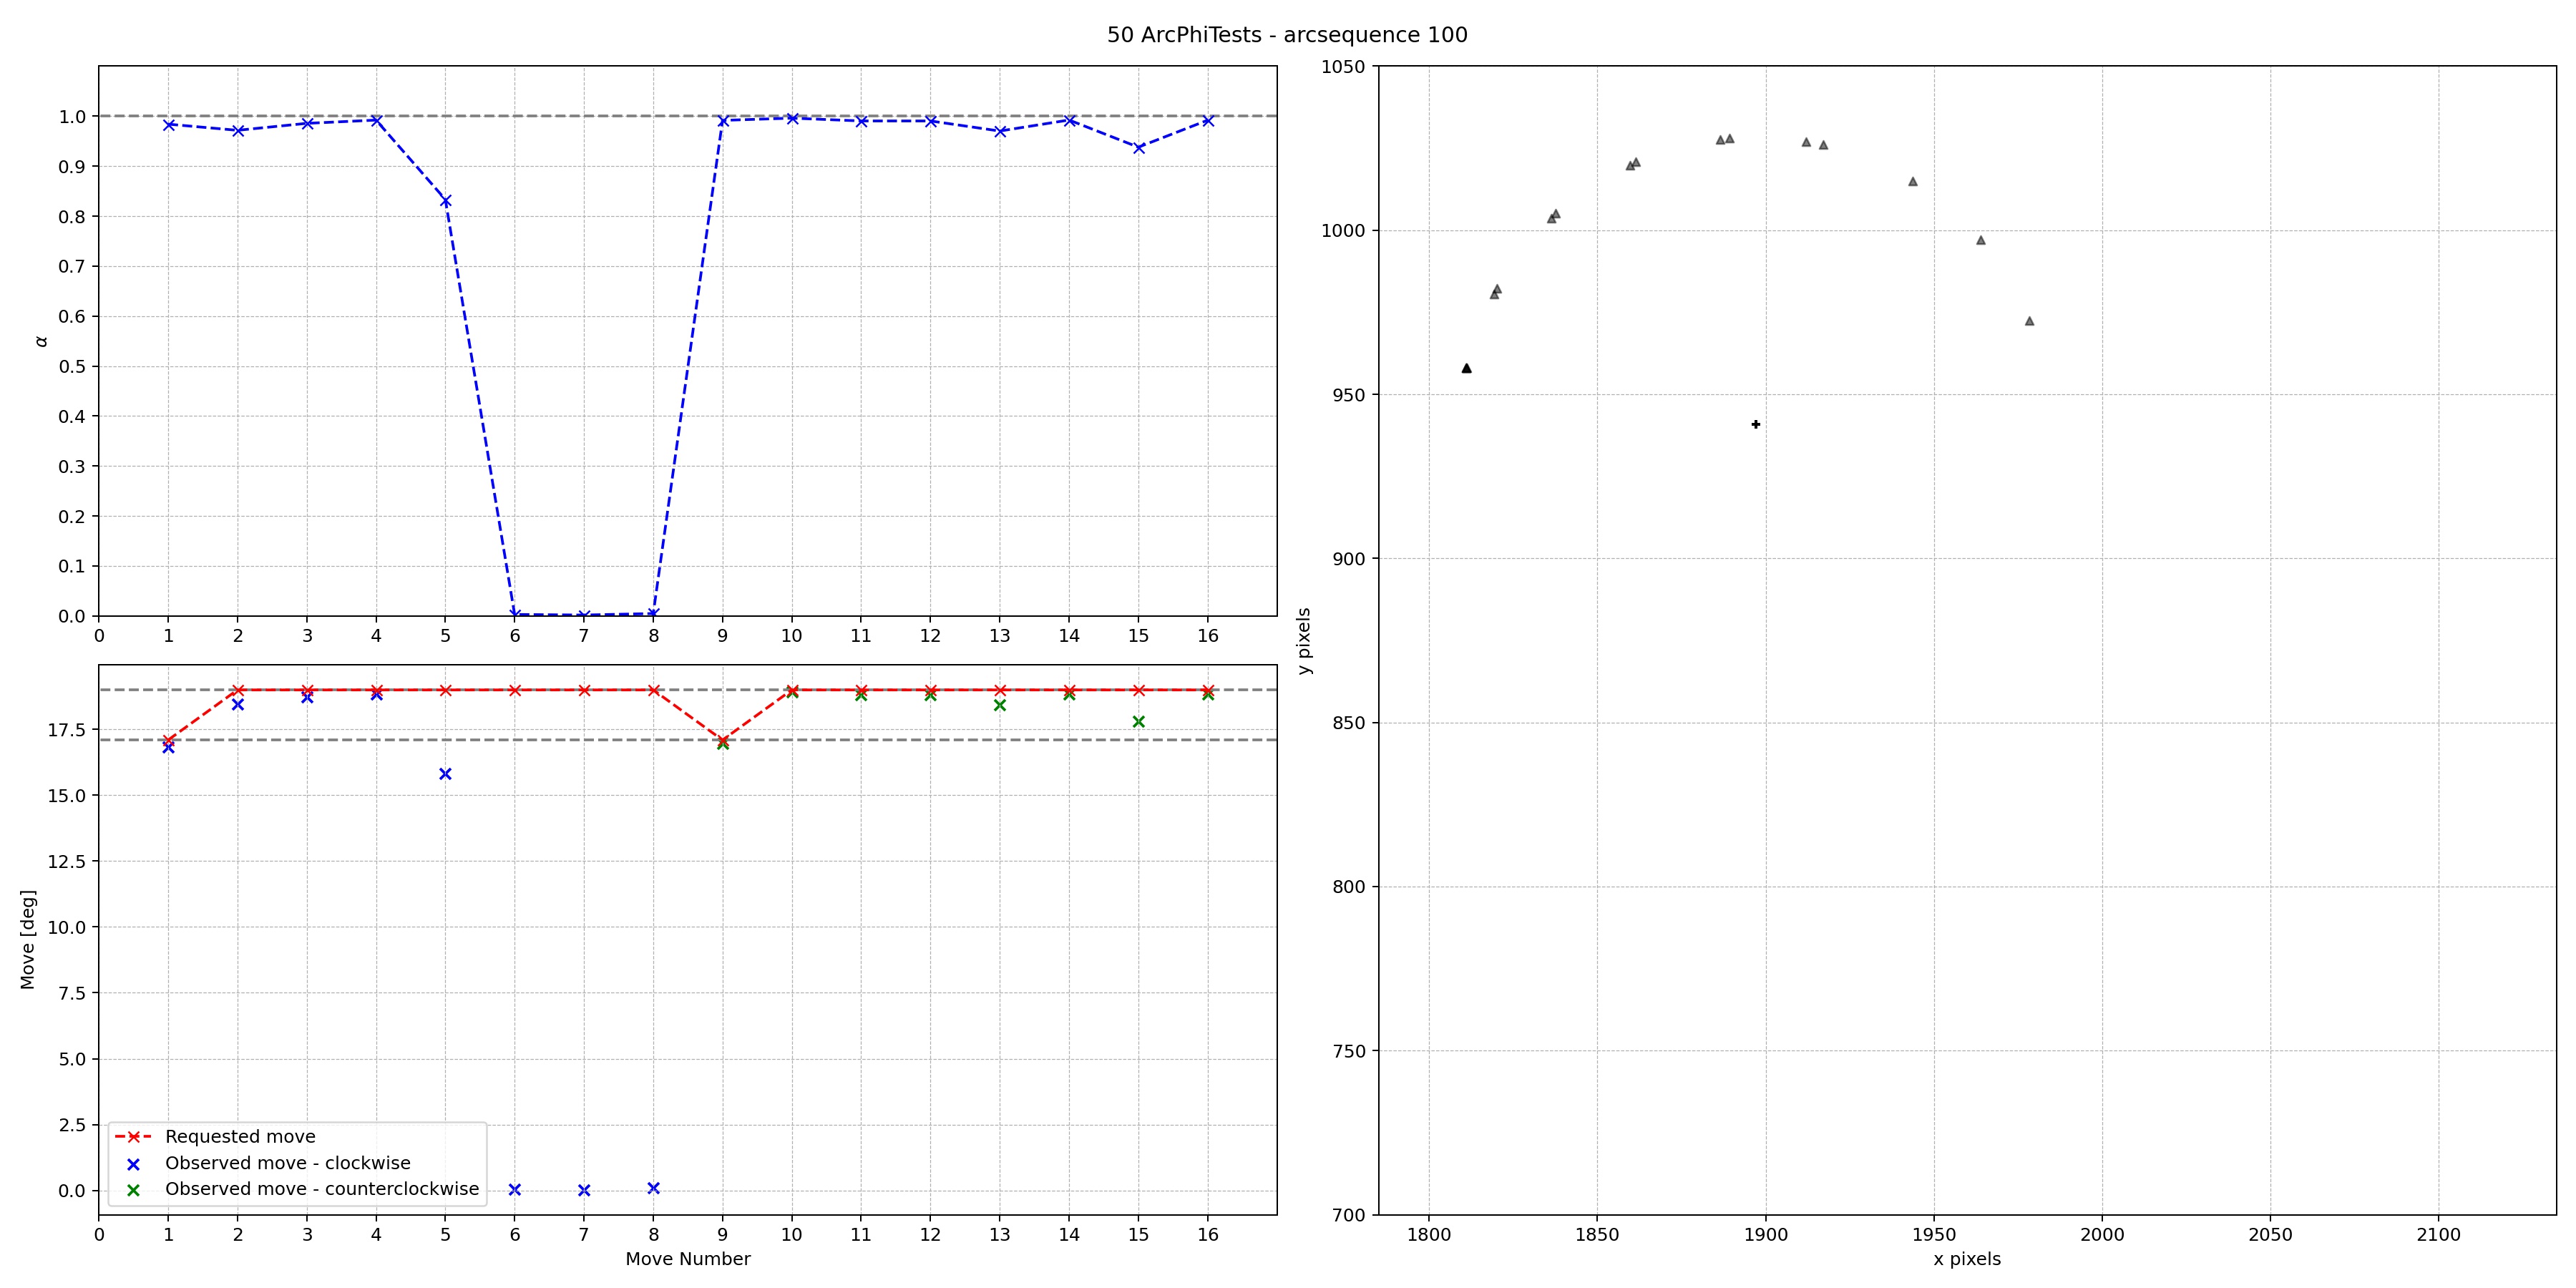 50 ArcPhiTests - arcsequence 100
1.0
0.9
0.8
0.7
0.6
0.5
0.4
0.3
0.2
0.1
0.0
α
0 1 2 3 4 5 6 7 8 9 10 11 12 13 14 15 16
17.5
15.0
12.5
10.0
7.5
5.0
2.5
0.0
Move [deg]
Requested move
Observed move - clockwise
Observed move - counterclockwise
0 1 2 3 4 5 6 7 8 9 10 11 12 13 14 15 16
Move Number
1050
1000
950
900
850
800
750
700
y pixels
1800 1850 1900 1950 2000 2050 2100
x pixels